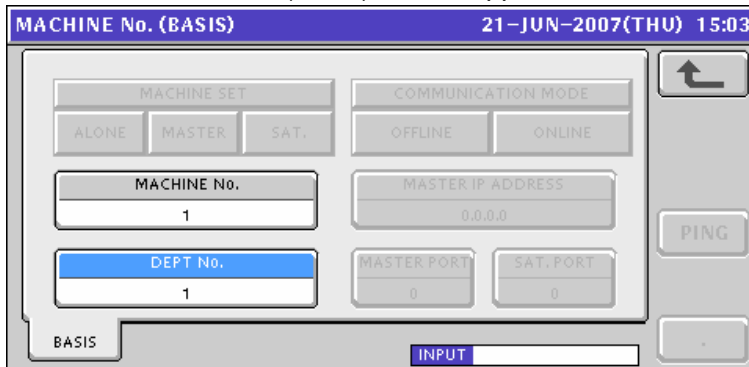 MACHINE No. (BASIS) 21-JUN-2007(THU) 15:03
MACHINE SET
COMMUNICATION MODE
ALONE MASTER SAT. OFFLINE ONLINE
MACHINE No.
1
MASTER IP ADDRESS
0.0.0.0
PING
DEPT No.
1
MASTER PORT
0
SAT. PORT
0
BASIS
INPUT
.